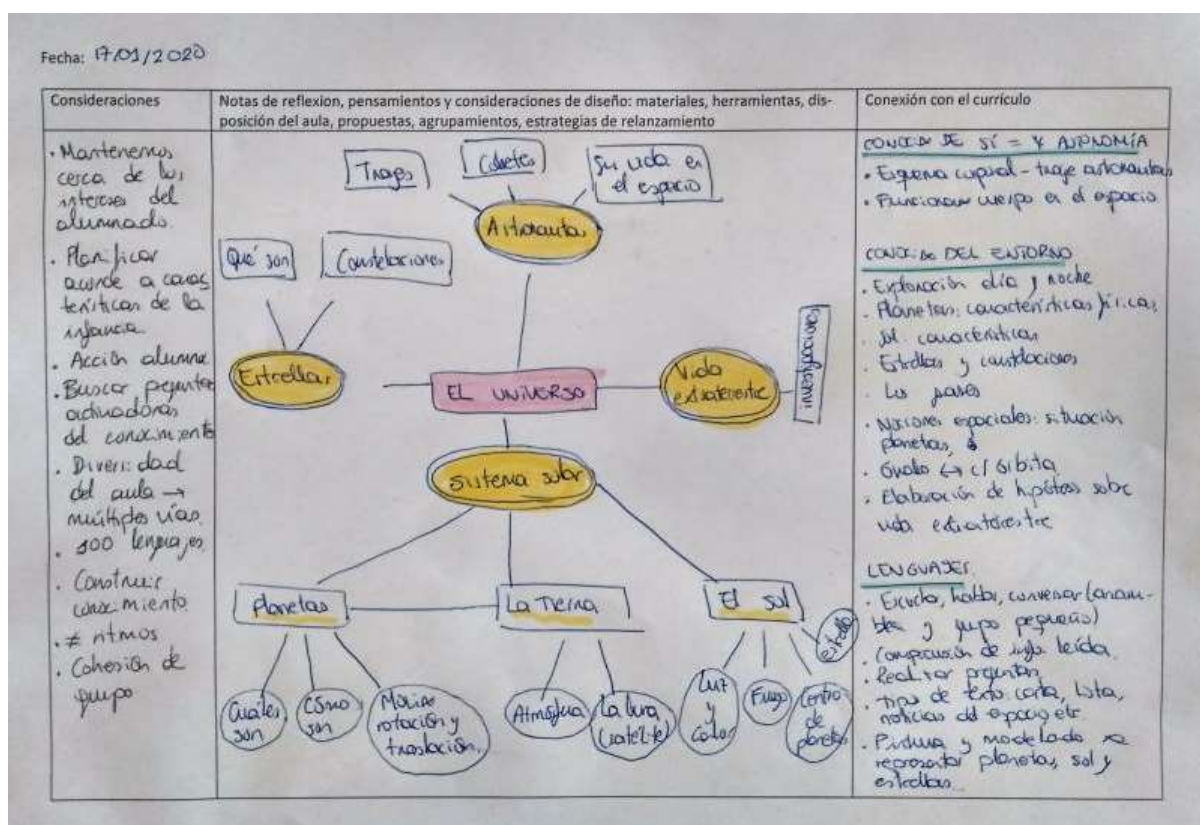 Fecha: 17/01/2020
Consideraciones
Notas de reflexion, pensamientos y consideraciones de diseño: materiales, herramientas, dis-
posición del aula, propuestas, agrupamientos, estrategias de relanzamiento
Conexión con el currículo
· Mantenernos
cerca de los
intereses del
alumnado.
· Planificar
acorde a carac
terísticas de la
infancia
· Acción alumna
· Buscar preguntas
activadoras
del conocimiento
· Diversidad
del aula →
múltiples vías.
· 100 lenguajes.
· Construir
conocimiento
· ≠ ritmos
· Cohesión de
grupo
Trajes
Cohetes
Su vida en
el espacio
Astronautas
Qué son
Constelaciones
Estrellas
EL UNIVERSO
Vida
extraterrestre
investigaciones
Sistema solar
Planetas
La Tierra
El sol
estrella
Cuáles
son
Cómo
son
rotación y
traslación.
Atmósfera
La luna
(satélite)
Luz
y
calor
Fuego
Centro
de
planetas
DE SÍ = Y AUTONOMÍA
· Esquema corporal - traje astronautas
· Funcionam cuerpo en el espacio
DEL ENTORNO
· Exploración día y noche
· Planetas: características físicas,
sol características
· Estrellas y constelaciones
· Nociones espaciales: situación
planetas,
· Elaboración de hipótesis sobre
vida extraterrestre
LENGUAJES
· Escucha, hablar, conversar (asam-
blea y grupo pequeño)
· Comprensión de leída.
· Realizar preguntas
· Tipos de texto carta, lista,
noticias del espacio etc.
· Pintura y modelado
representar planetas, sol y
estrellas.